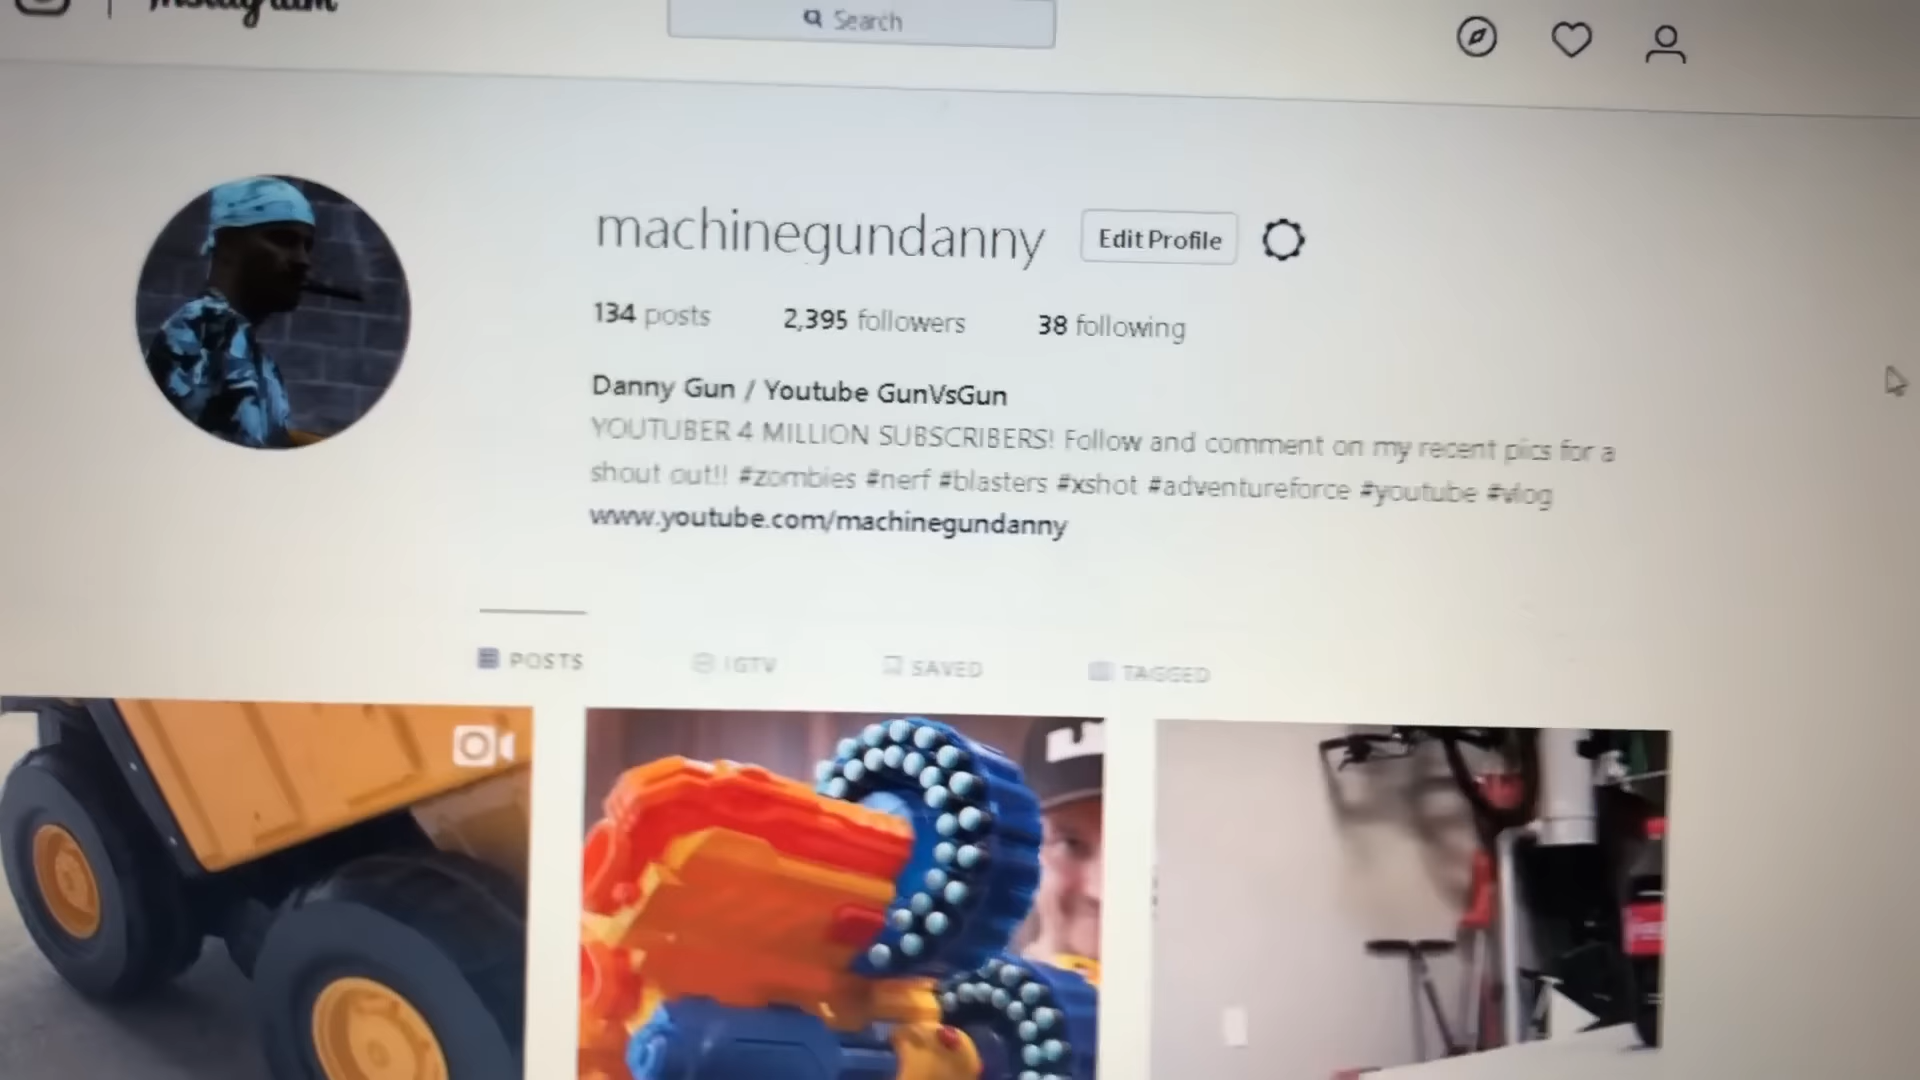 Instagram
Search
machinegundanny Edit Profile
134 posts 2,395 followers 38 following
Danny Gun / Youtube GunVsGun
YOUTUBER 4 MILLION SUBSCRIBERS! Follow and comment on my recent pics for a
shout out!! #zombies #nerf #blasters #xshot #adventureforce #youtube #vlog
www.youtube.com/machinegundanny
POSTS IGTV SAVED TAGGED